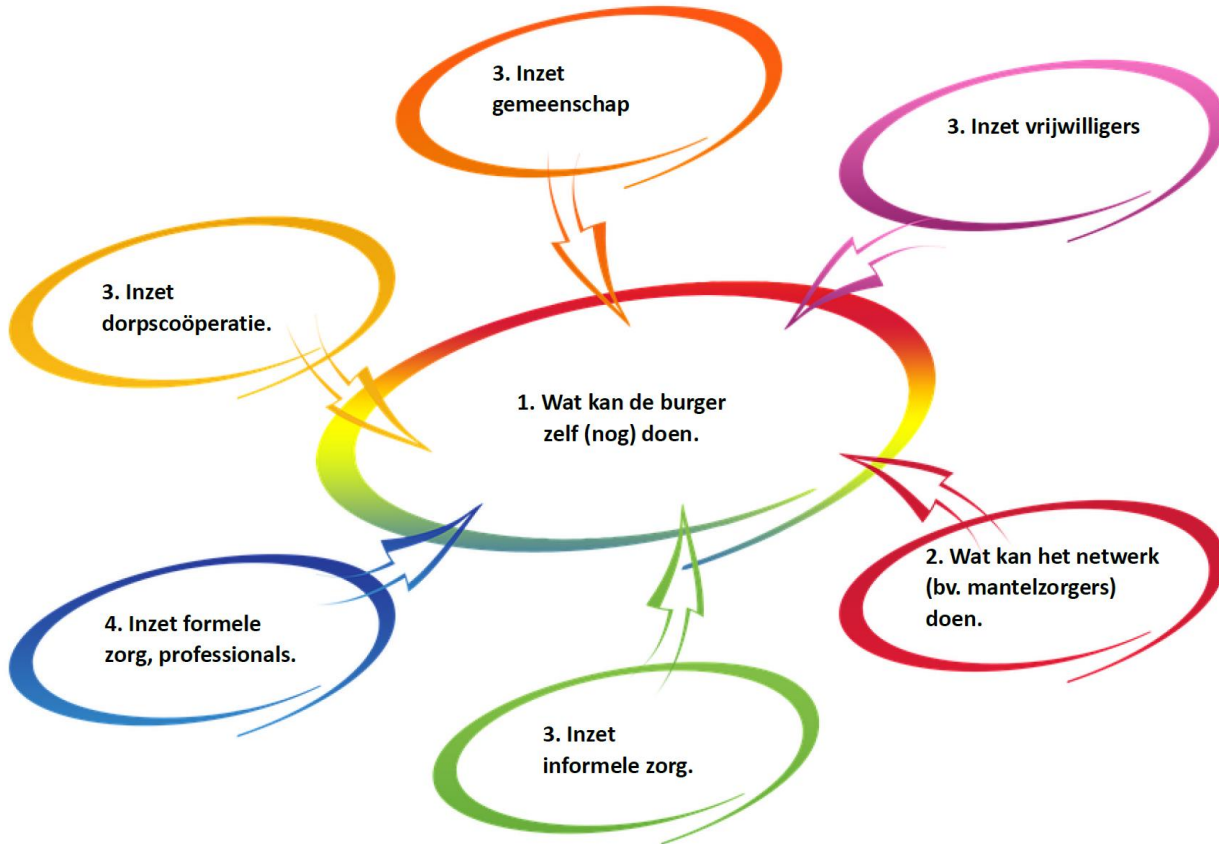 3. Inzet
gemeenschap
3. Inzet vrijwilligers
3. Inzet
dorpscoöperatie.
1. Wat kan de burger
zelf (nog) doen.
2. Wat kan het netwerk
(bv. mantelzorgers)
doen.
4. Inzet formele
zorg, professionals.
3. Inzet
informele zorg.